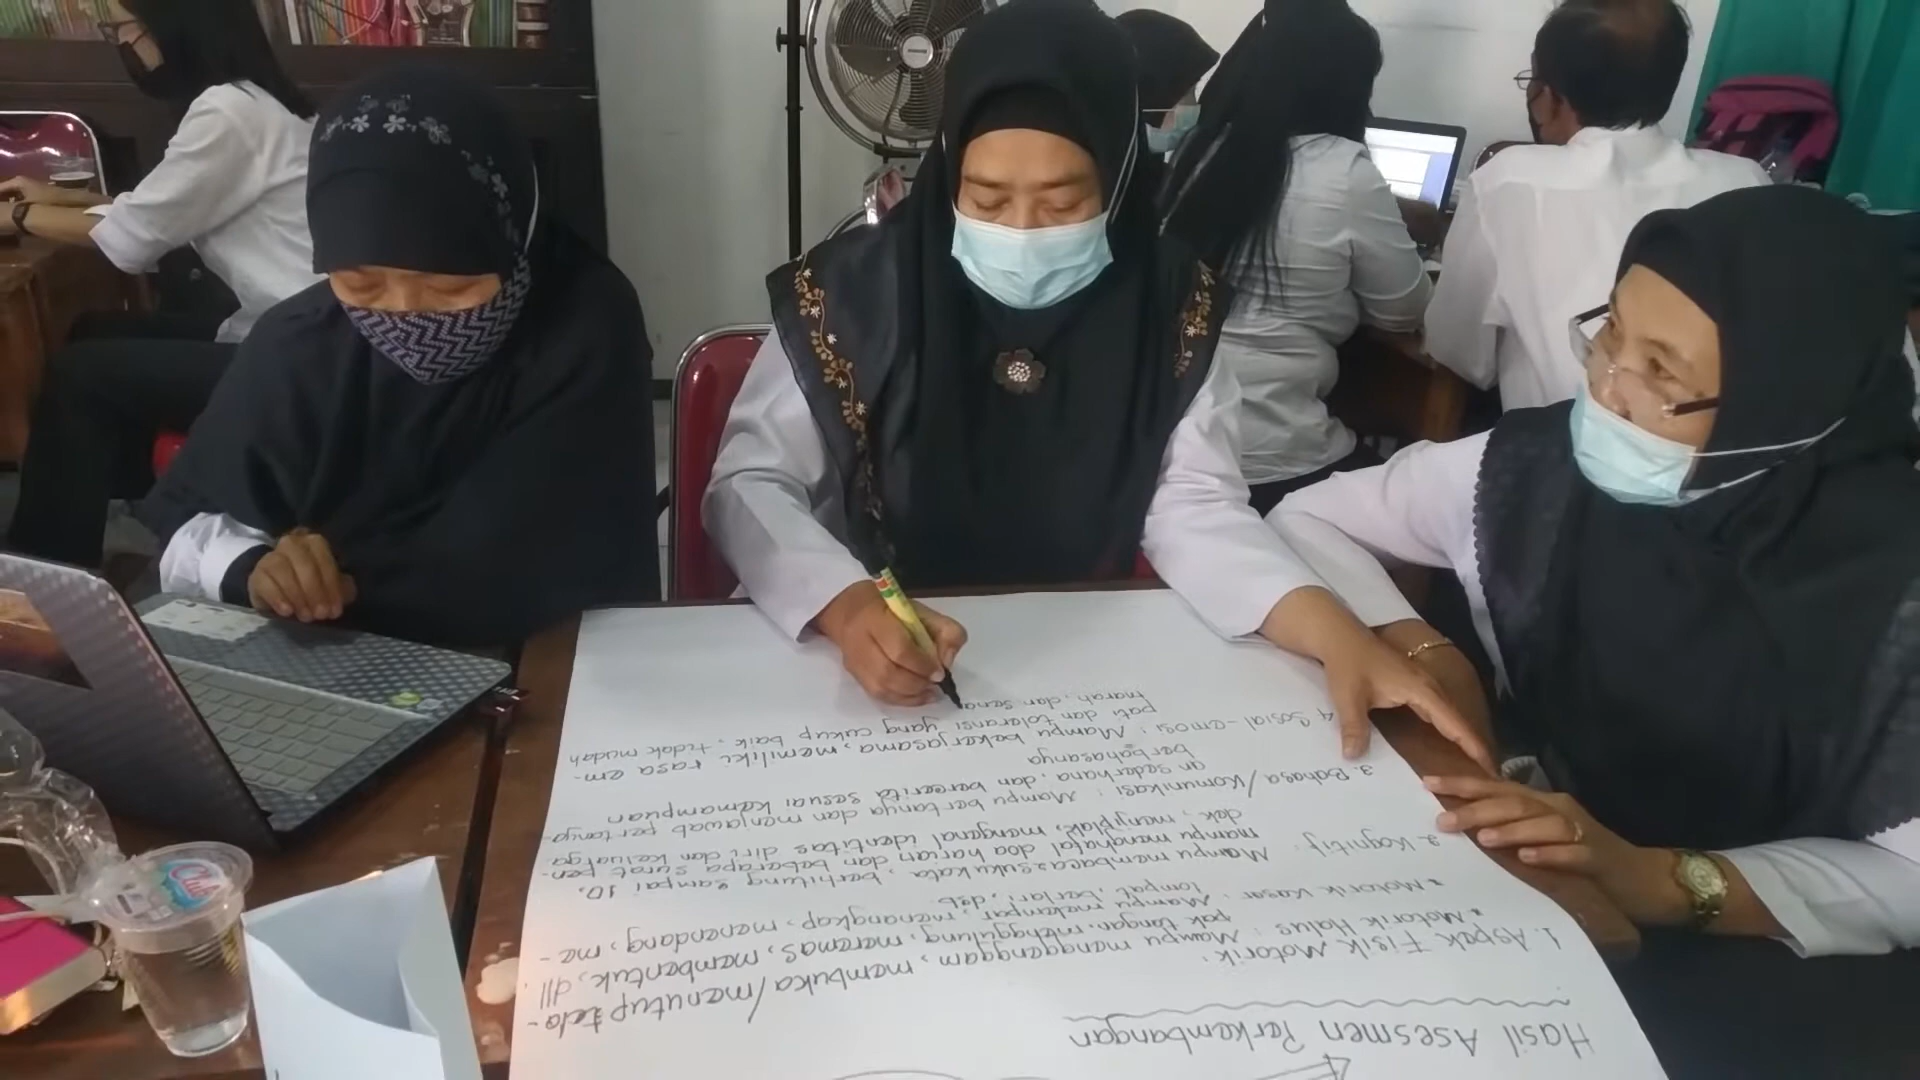 Hasil Asesmen Perkembangan
1. Aspek Fisik Motorik :
* Motorik Halus : Mampu menggenggam, membuka/menutup tela-
pak tangan, menggulung, meremas, membentuk, dll.
* Motorik Kasar : Mampu melempar, menangkap, menendang, me-
lompat, berlari, dsb.
2. Kognitif : Mampu membaca 2 suku kata, berhitung sampai 10.
mampu menghafal doa harian dan beberapa surat pen-
dek, menjiplak, mengenal identitas diri dan keluarga.
3. Bahasa/Komunikasi : Mampu bertanya dan menjawab pertanya-
an sederhana, dan bercerita sesuai kemampuan
berbahasanya
4. Sosial-emosi : Mampu bekerjasama, memiliki rasa em-
pati dan toleransi yang cukup baik, tidak mudah
marah, dan sena
Club